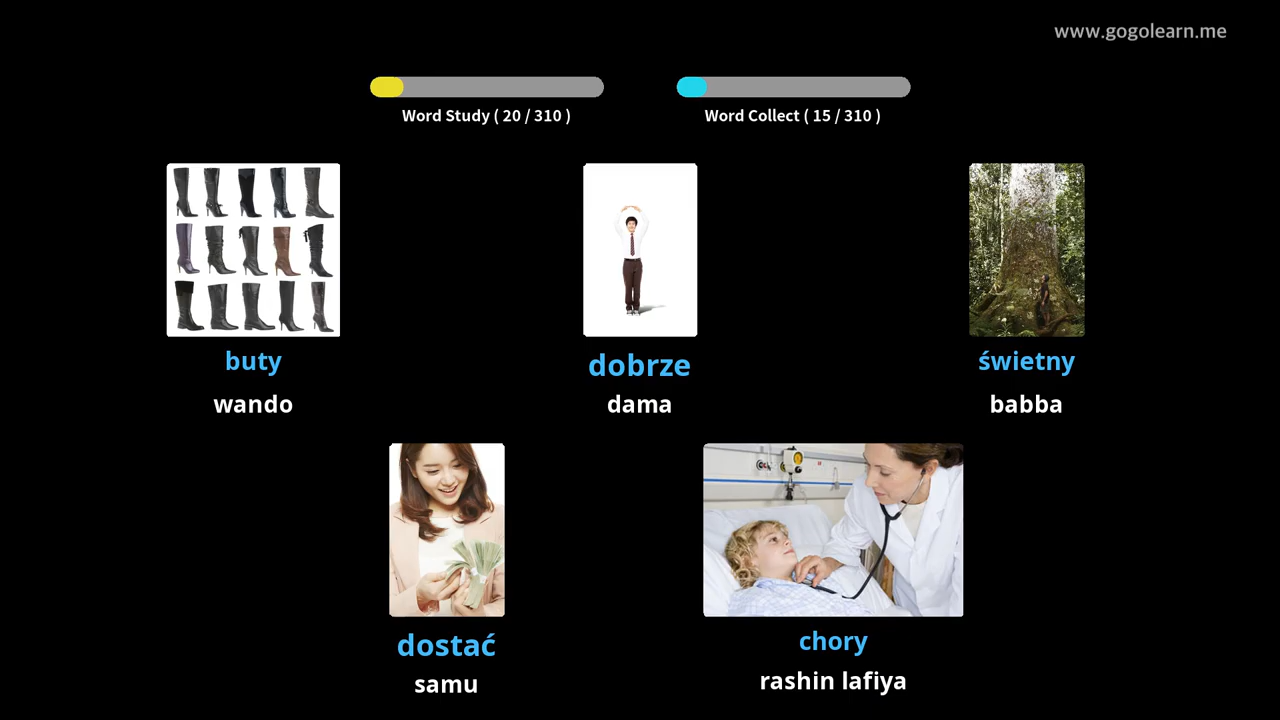 www.gogolearn.me
Word Study ( 20 / 310 )
Word Collect ( 15 / 310 )
buty
wando
dobrze
dama
świetny
babba
dostać
samu
chory
rashin lafiya